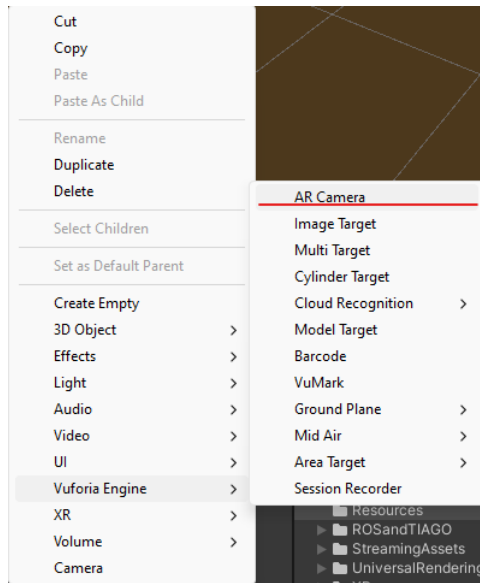 Cut
Copy
Paste
Paste As Child
Rename
Duplicate
Delete
Select Children
Set as Default Parent
Create Empty
3D Object
Effects
Light
Audio
Video
UI
Vuforia Engine
XR
Volume
Camera
AR Camera
Image Target
Multi Target
Cylinder Target
Cloud Recognition
Model Target
Barcode
VuMark
Ground Plane
Mid Air
Area Target
Session Recorder
Resources
ROSandTIAGO
StreamingAssets
UniversalRendering